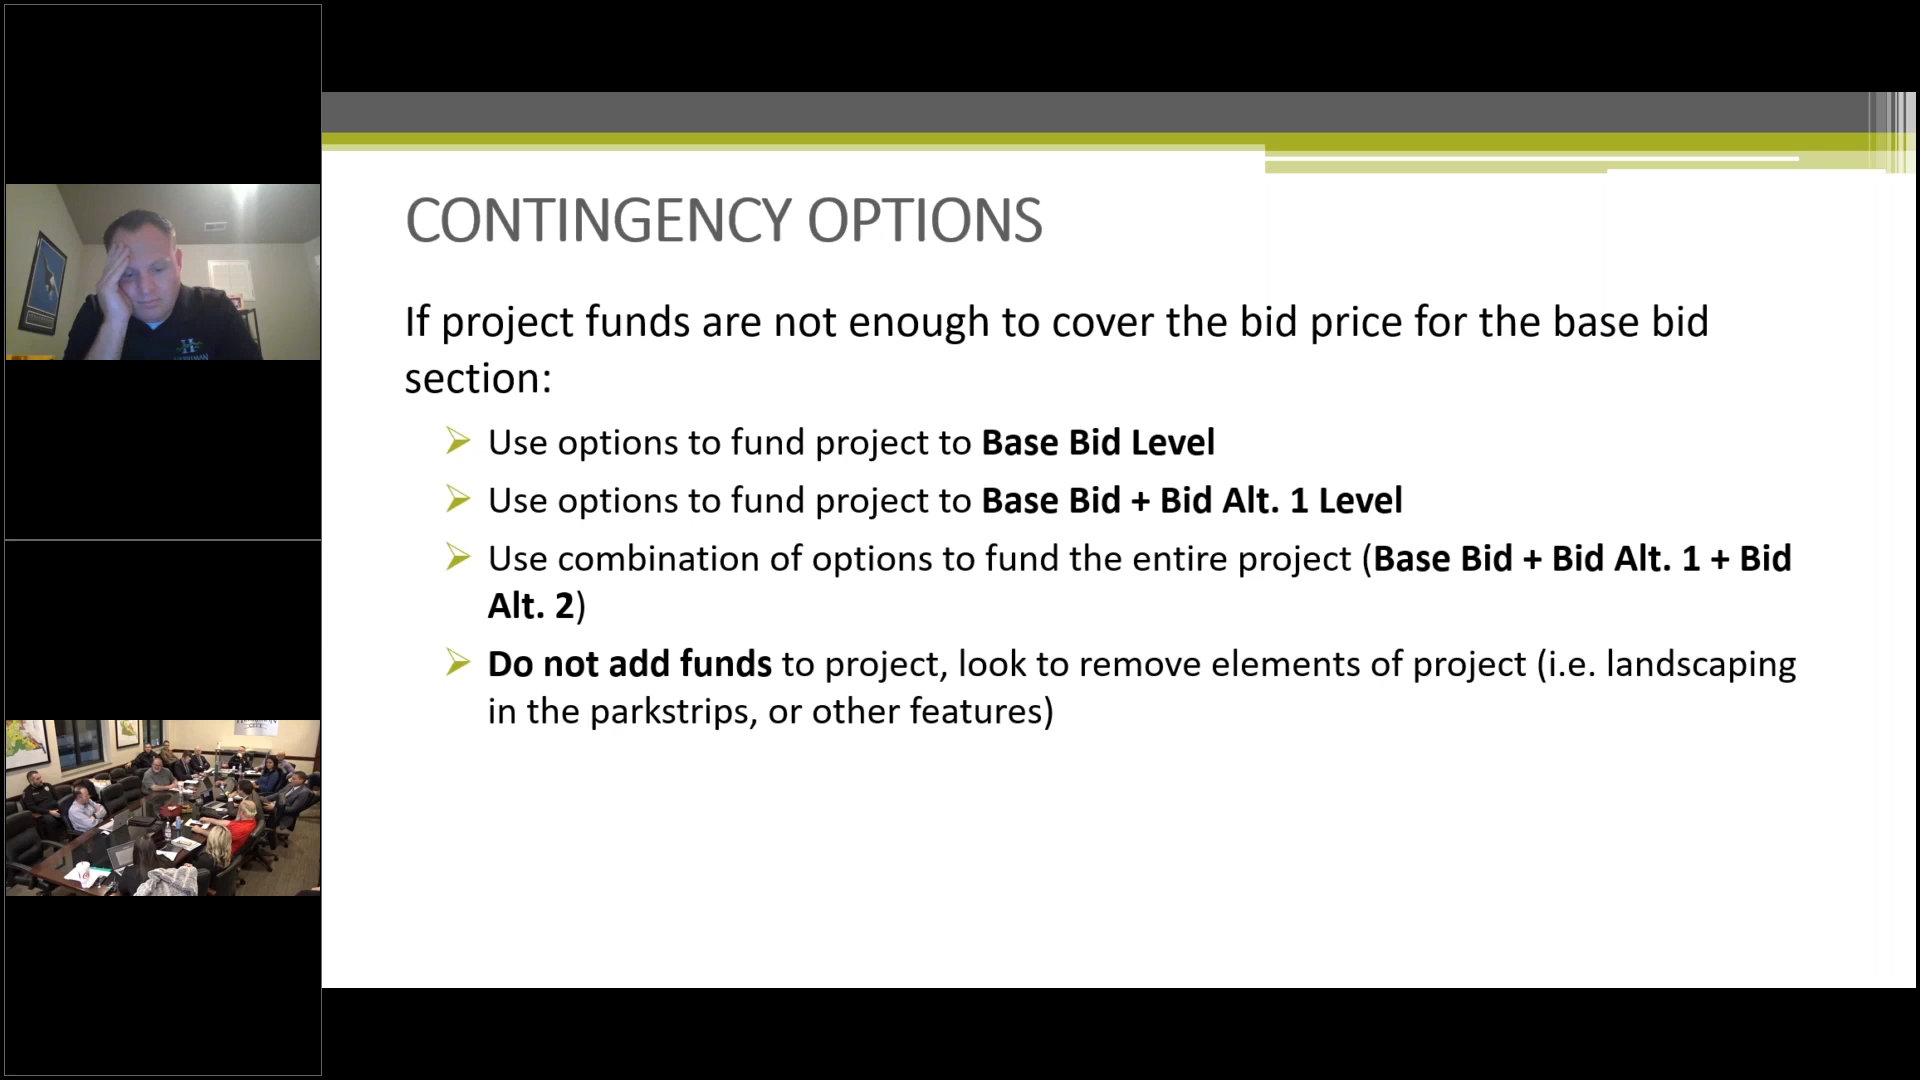 CONTINGENCY OPTIONS
If project funds are not enough to cover the bid price for the base bid
section:
Use options to fund project to Base Bid Level
Use options to fund project to Base Bid + Bid Alt. 1 Level
Use combination of options to fund the entire project (Base Bid + Bid Alt. 1 + Bid
Alt. 2)
Do not add funds to project, look to remove elements of project (i.e. landscaping
in the parkstrips, or other features)